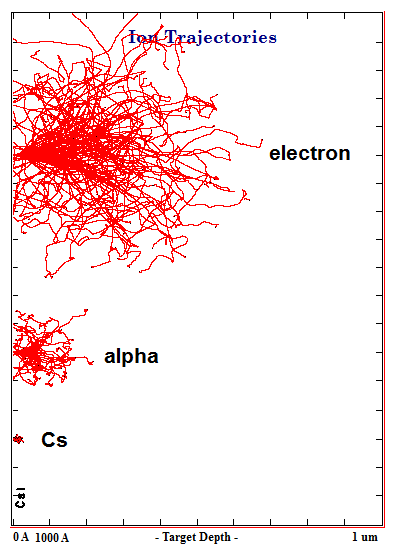 Ion Trajectories
electron
alpha
Cs
CsI
0 A 1000 A - Target Depth - 1 um